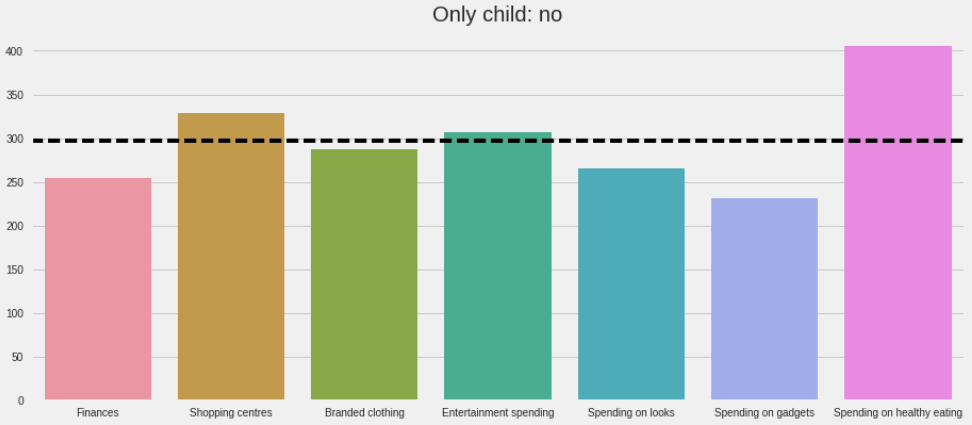 Only child: no
400
350
300
250
200
150
100
50
0
Finances
Shopping centres
Branded clothing
Entertainment spending
Spending on looks
Spending on gadgets
Spending on healthy eating